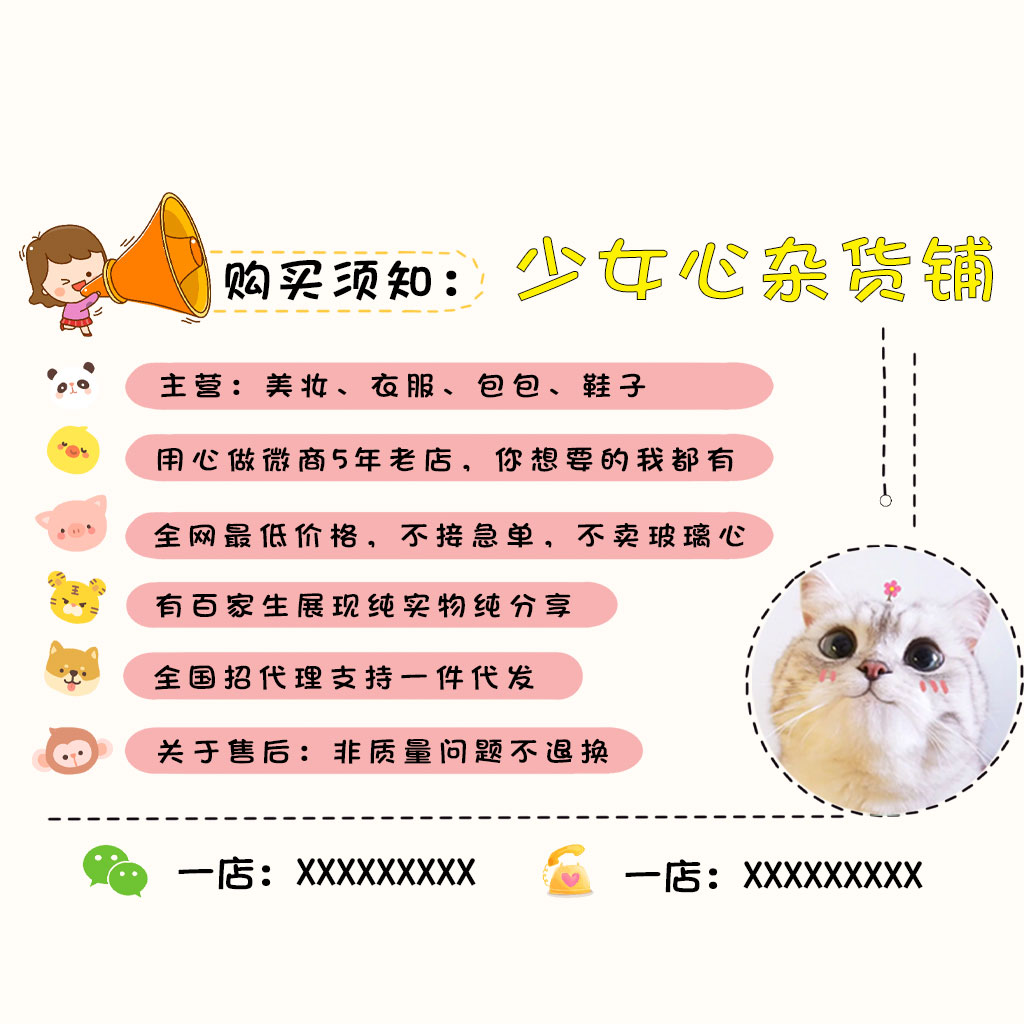 购买须知：
少女心杂货铺
主营：美妆、衣服、包包、鞋子
用心做微商5年老店，你想要的我都有
全网最低价格，不接急单，不卖玻璃心
有百家生展现纯实物纯分享
全国招代理支持一件代发
关于售后：非质量问题不退换
一店：XXXXXXXXX
一店：XXXXXXXXX